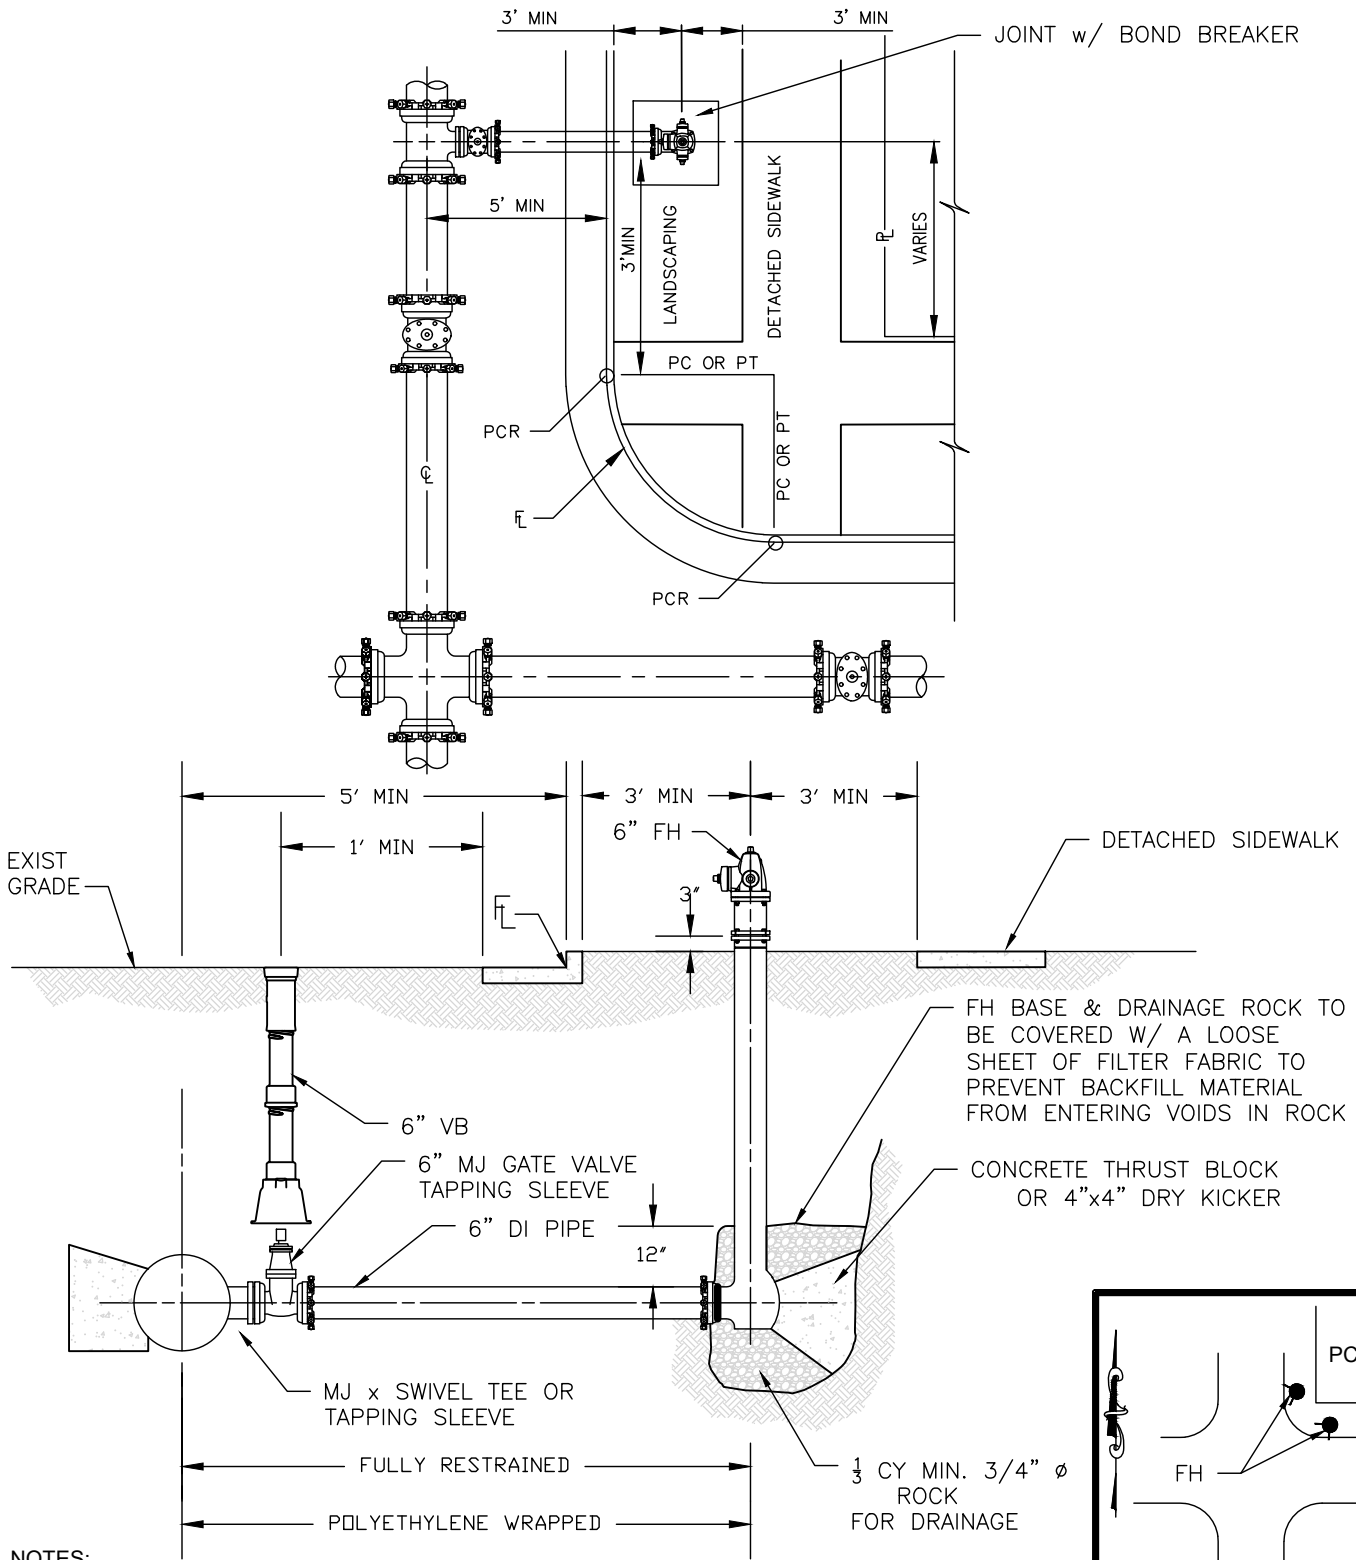 3' MIN
3' MIN
JOINT w/ BOND BREAKER
5' MIN
3'MIN
LANDSCAPING
DETACHED SIDEWALK
PL
VARIES
PC OR PT
PCR
PC OR PT
CL
FL
PCR
5' MIN
3' MIN
3' MIN
1' MIN
6" FH
DETACHED SIDEWALK
EXIST
GRADE
FL
3"
FH BASE & DRAINAGE ROCK TO
BE COVERED W/ A LOOSE
SHEET OF FILTER FABRIC TO
PREVENT BACKFILL MATERIAL
FROM ENTERING VOIDS IN ROCK
6" VB
6" MJ GATE VALVE
TAPPING SLEEVE
CONCRETE THRUST BLOCK
OR 4"x4" DRY KICKER
6" DI PIPE
12"
MJ x SWIVEL TEE OR
TAPPING SLEEVE
PC
FH
FULLY RESTRAINED
1/3 CY MIN. 3/4" ø
ROCK
FOR DRAINAGE
POLYETHYLENE WRAPPED
NOTES: